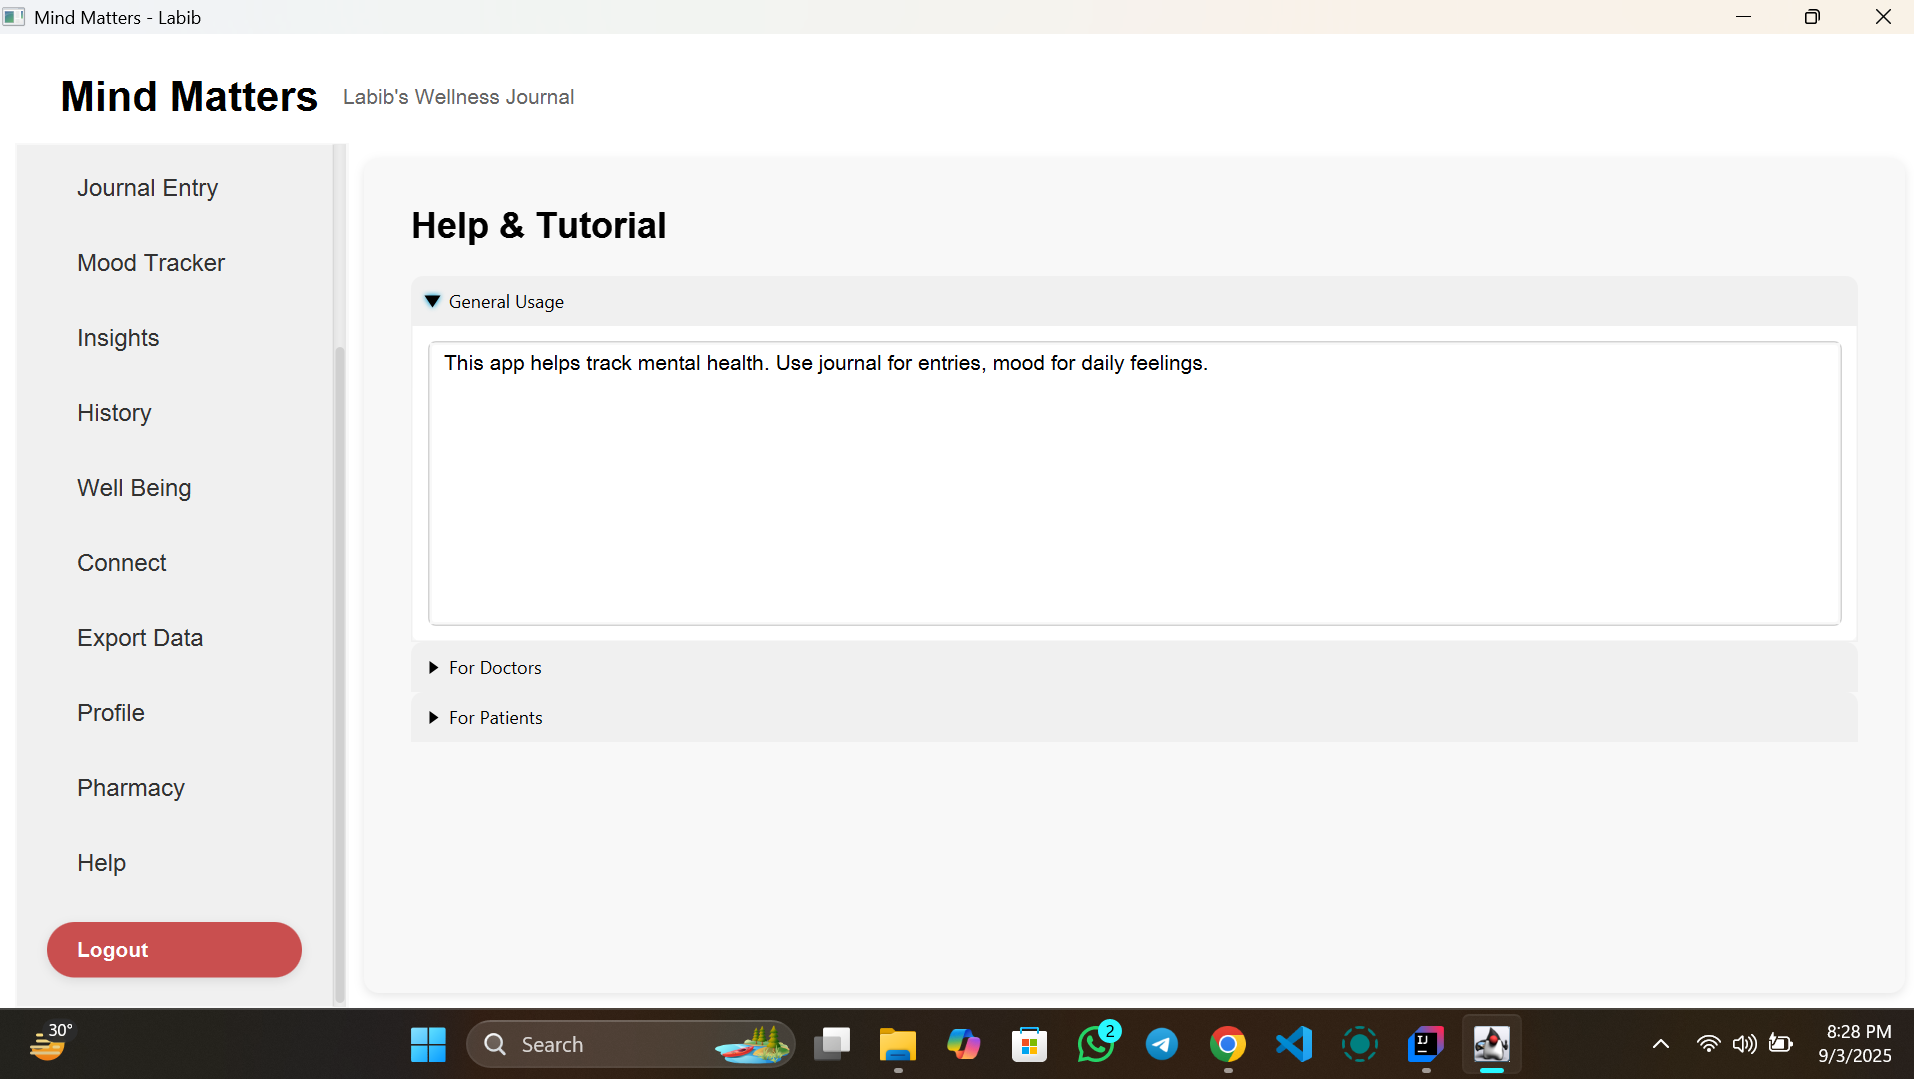 Mind Matters - Labib
Mind Matters
Labib's Wellness Journal
Journal Entry
Mood Tracker
Insights
History
Well Being
Connect
Export Data
Profile
Pharmacy
Help
Logout
Help & Tutorial
General Usage
This app helps track mental health. Use journal for entries, mood for daily feelings.
For Doctors
For Patients
30°
Search
2
IJ
8:28 PM
9/3/2025